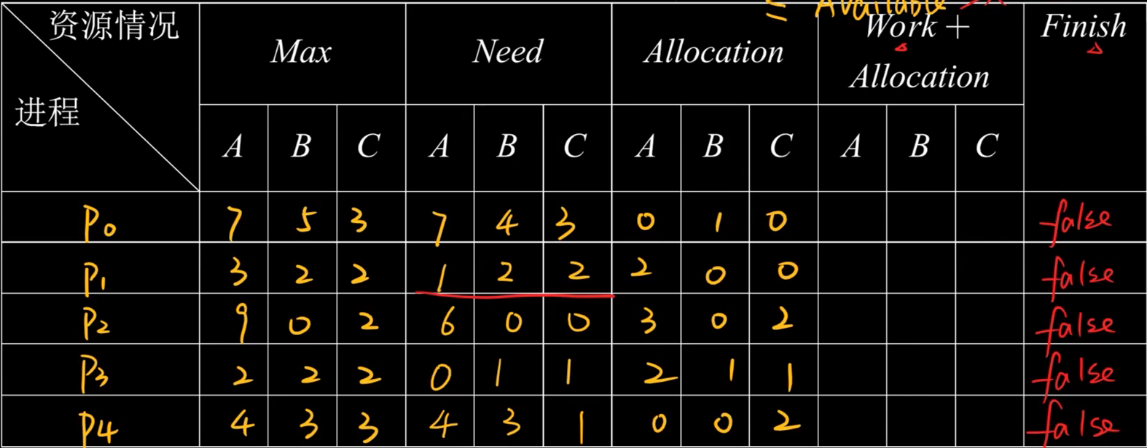 = Available
资源情况 Max Need Allocation Work + Allocation Finish
进程 A B C A B C A B C A B C
P0 7 5 3 7 4 3 0 1 0 false
P1 3 2 2 1 2 2 2 0 0 false
P2 9 0 2 6 0 0 3 0 2 false
P3 2 2 2 0 1 1 2 1 1 false
P4 4 3 3 4 3 1 0 0 2 false